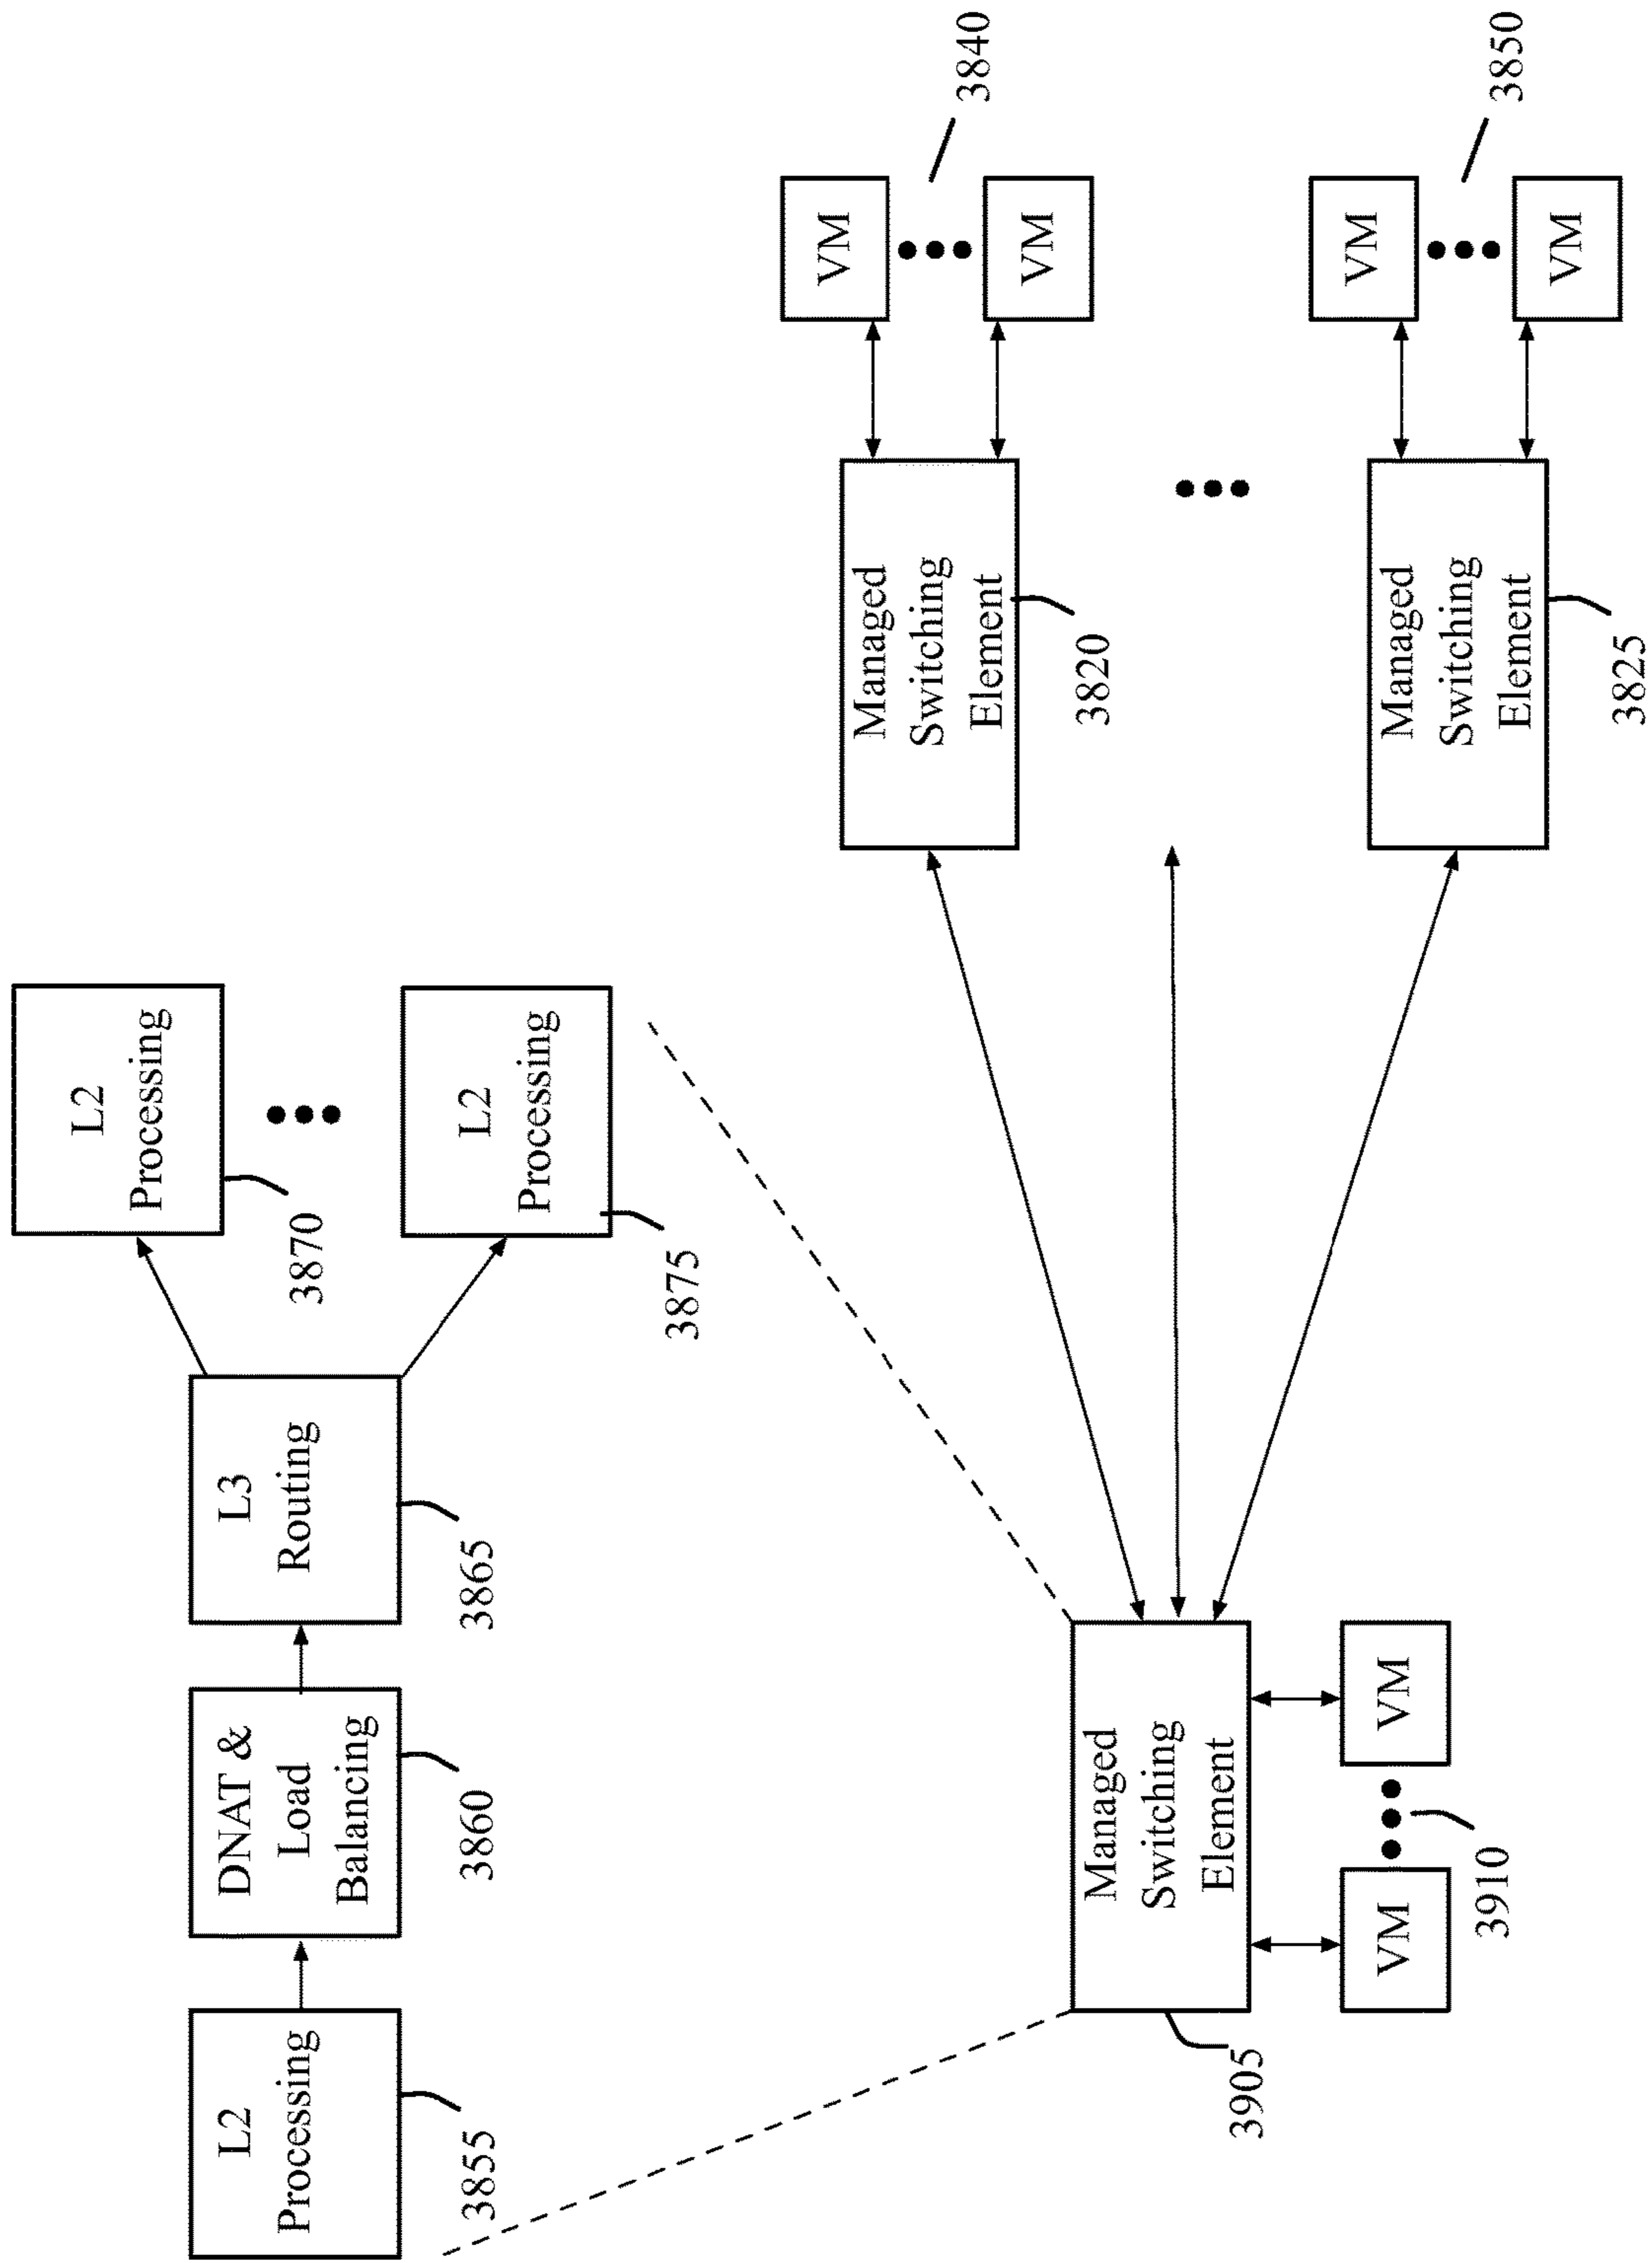 L2
Processing
3855
DNAT &
Load
Balancing
3860
L3
Routing
3865
L2
Processing
3870
L2
Processing
3875
Managed
Switching
Element
3905
VM
VM
3910
Managed
Switching
Element
3820
VM
VM
3840
Managed
Switching
Element
3825
VM
VM
3850